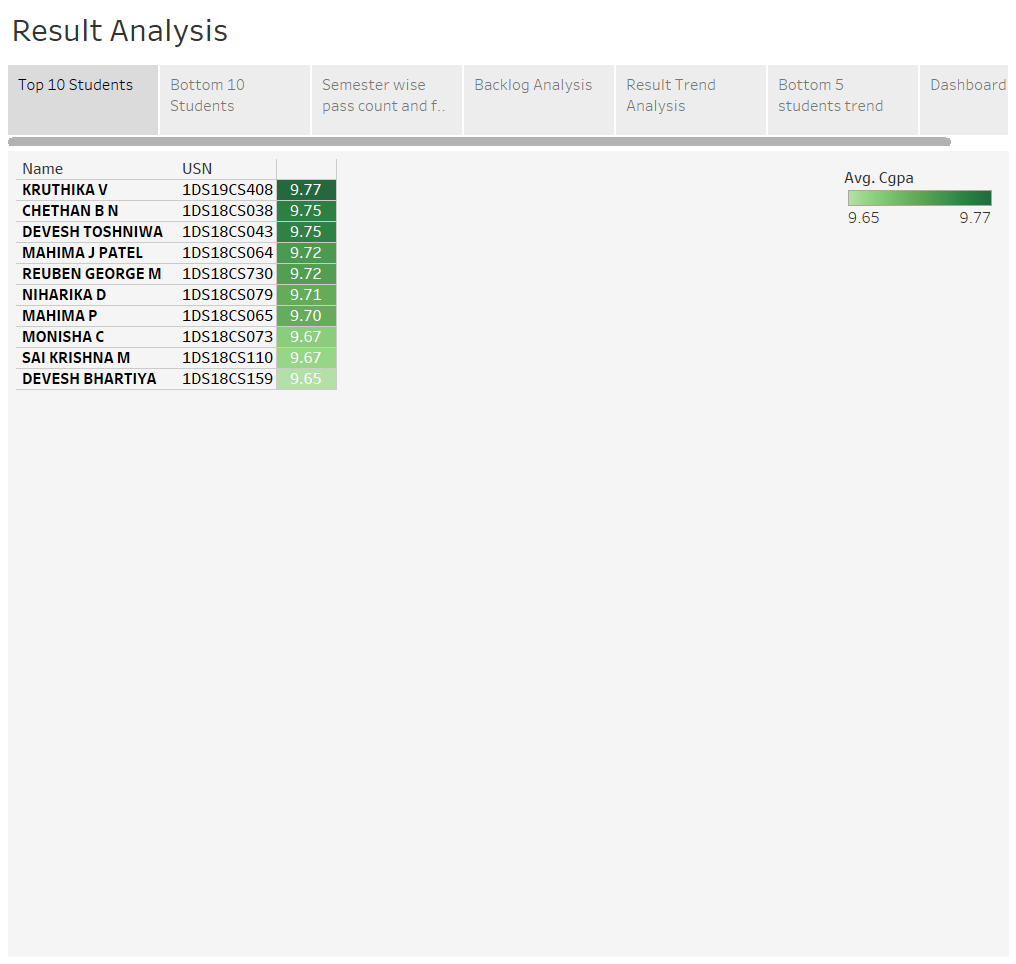 Result Analysis
Top 10 Students
Bottom 10
Students
Semester wise
pass count and f..
Backlog Analysis
Result Trend
Analysis
Bottom 5
students trend
Dashboard
Name USN
KRUTHIKA V 1DS19CS408 9.77
CHETHAN B N 1DS18CS038 9.75
DEVESH TOSHNIWA 1DS18CS043 9.75
MAHIMA J PATEL 1DS18CS064 9.72
REUBEN GEORGE M 1DS18CS730 9.72
NIHARIKA D 1DS18CS079 9.71
MAHIMA P 1DS18CS065 9.70
MONISHA C 1DS18CS073 9.67
SAI KRISHNA M 1DS18CS110 9.67
DEVESH BHARTIYA 1DS18CS159 9.65
Avg. Cgpa
9.65 9.77